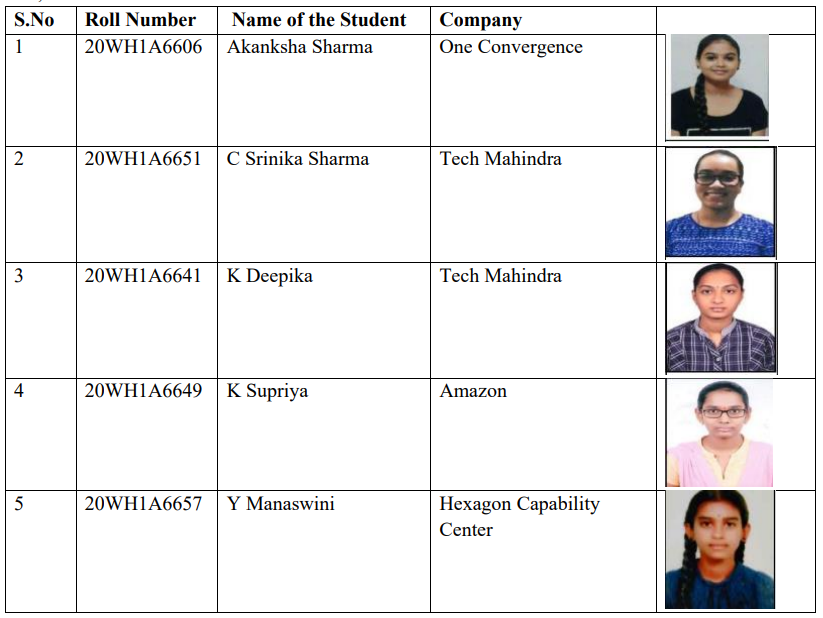 S.No Roll Number Name of the Student Company
1 20WH1A6606 Akanksha Sharma One Convergence
2 20WH1A6651 C Srinika Sharma Tech Mahindra
3 20WH1A6641 K Deepika Tech Mahindra
4 20WH1A6649 K Supriya Amazon
5 20WH1A6657 Y Manaswini Hexagon Capability
Center